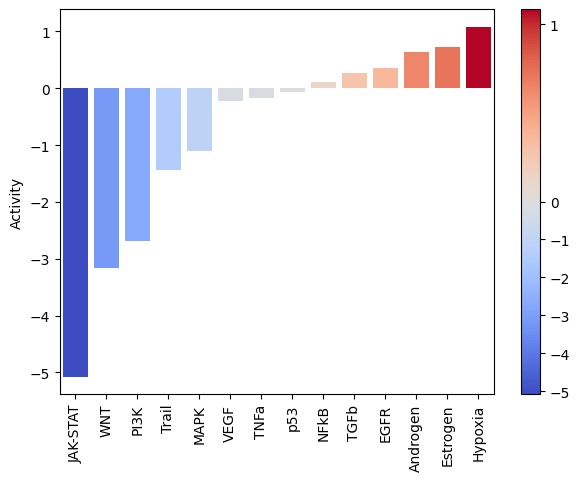 Activity
1
0
−1
−2
−3
−4
−5
JAK-STAT
WNT
PI3K
Trail
MAPK
VEGF
TNFa
p53
NFkB
TGFb
EGFR
Androgen
Estrogen
Hypoxia
1
0
−1
−2
−3
−4
−5